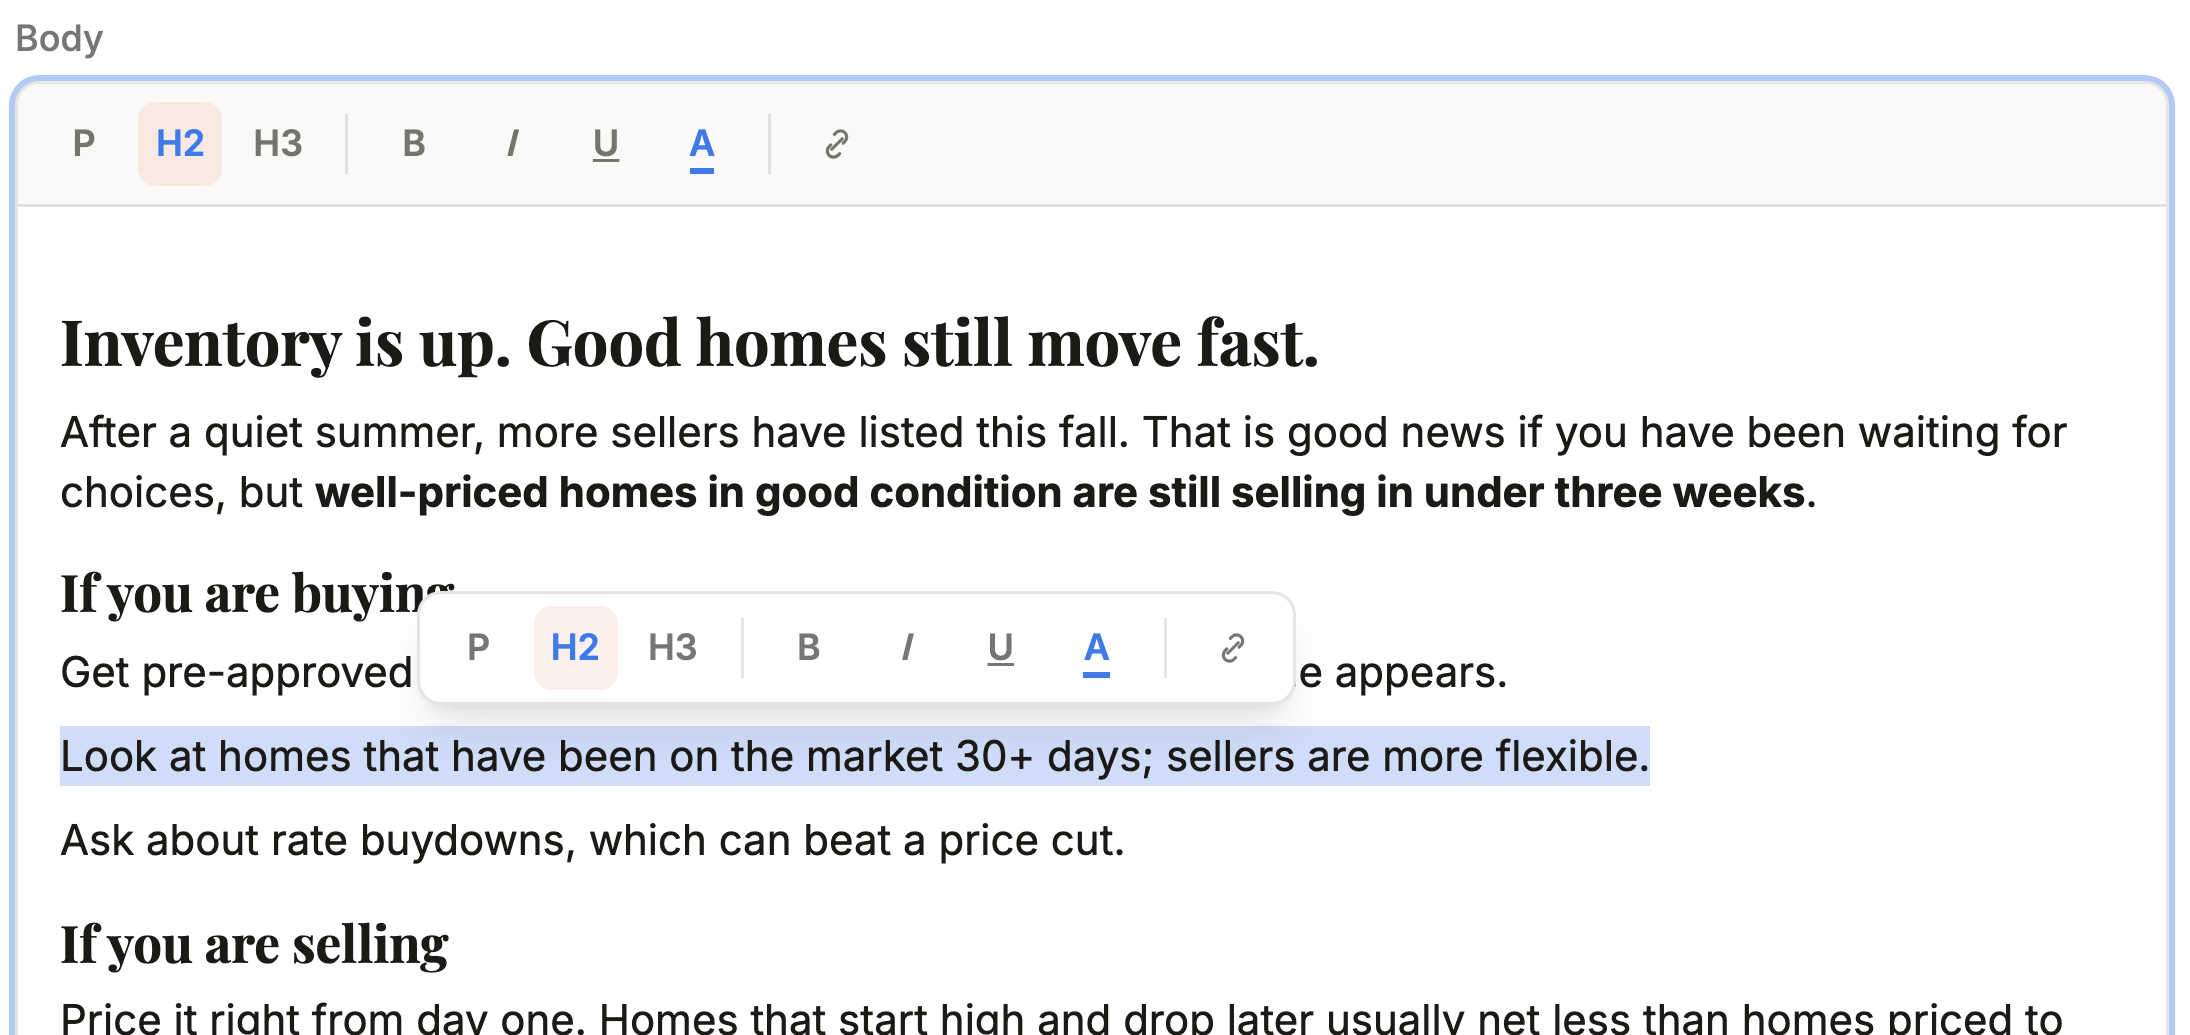 Body
P H2 H3 B I U A
Inventory is up. Good homes still move fast.
After a quiet summer, more sellers have listed this fall. That is good news if you have been waiting for
choices, but well-priced homes in good condition are still selling in under three weeks.
If you are buying
P H2 H3 B I U A
Get pre-approved appears.
Look at homes that have been on the market 30+ days; sellers are more flexible.
Ask about rate buydowns, which can beat a price cut.
If you are selling
Price it right from day one. Homes that start high and drop later usually net less than homes priced to